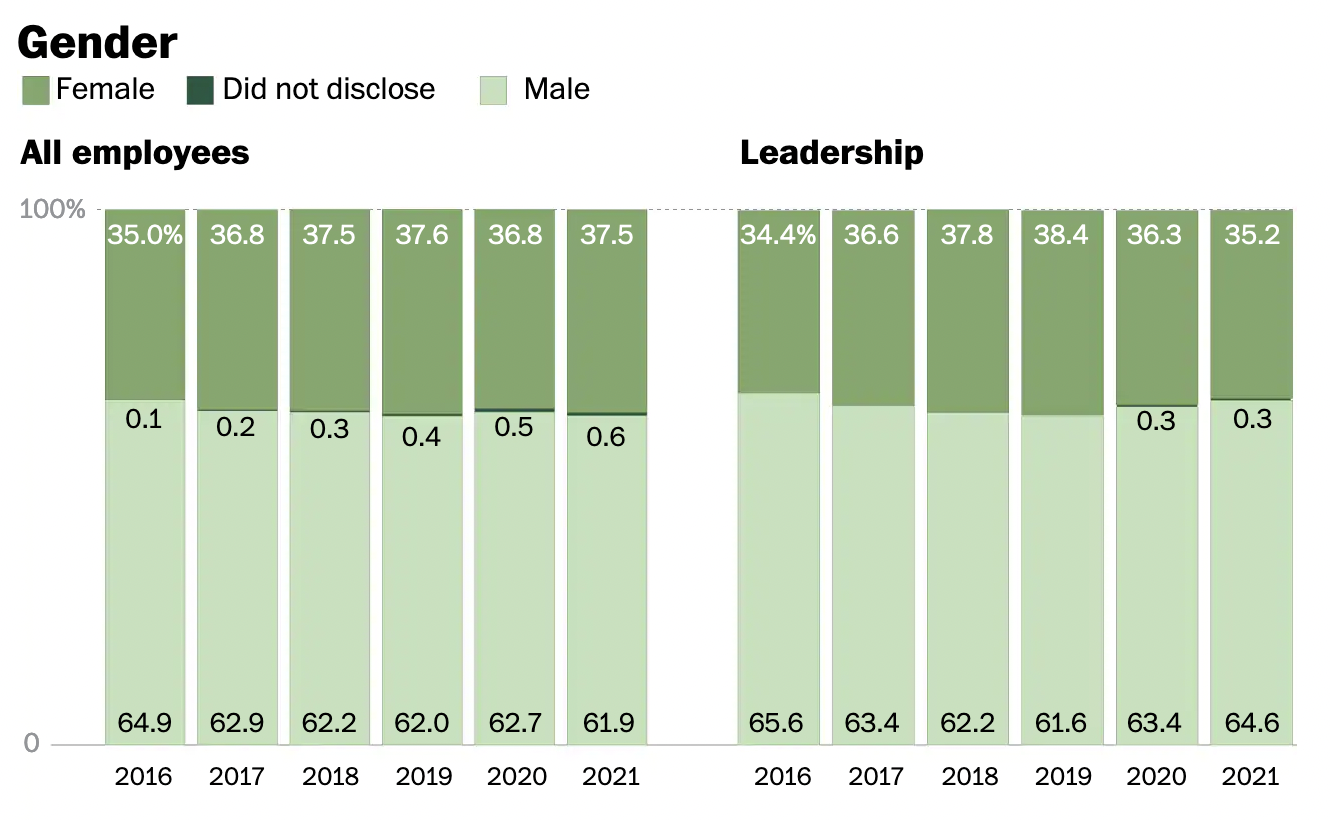 Gender
Female Did not disclose Male
All employees Leadership
100%
35.0% 36.8 37.5 37.6 36.8 37.5 34.4% 36.6 37.8 38.4 36.3 35.2
0.1 0.2 0.3 0.4 0.5 0.6 0.3 0.3
64.9 62.9 62.2 62.0 62.7 61.9 65.6 63.4 62.2 61.6 63.4 64.6
0
2016 2017 2018 2019 2020 2021 2016 2017 2018 2019 2020 2021